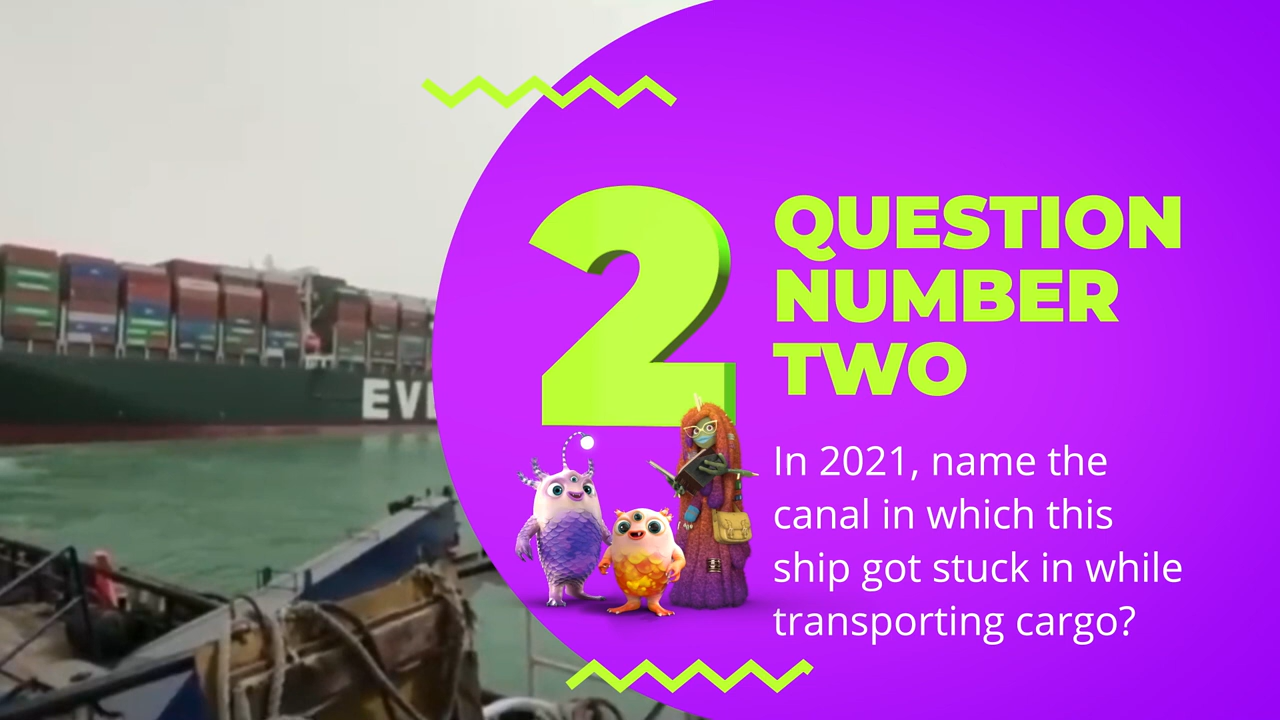 EVE
2
QUESTION
NUMBER
TWO
In 2021, name the
canal in which this
ship got stuck in while
transporting cargo?